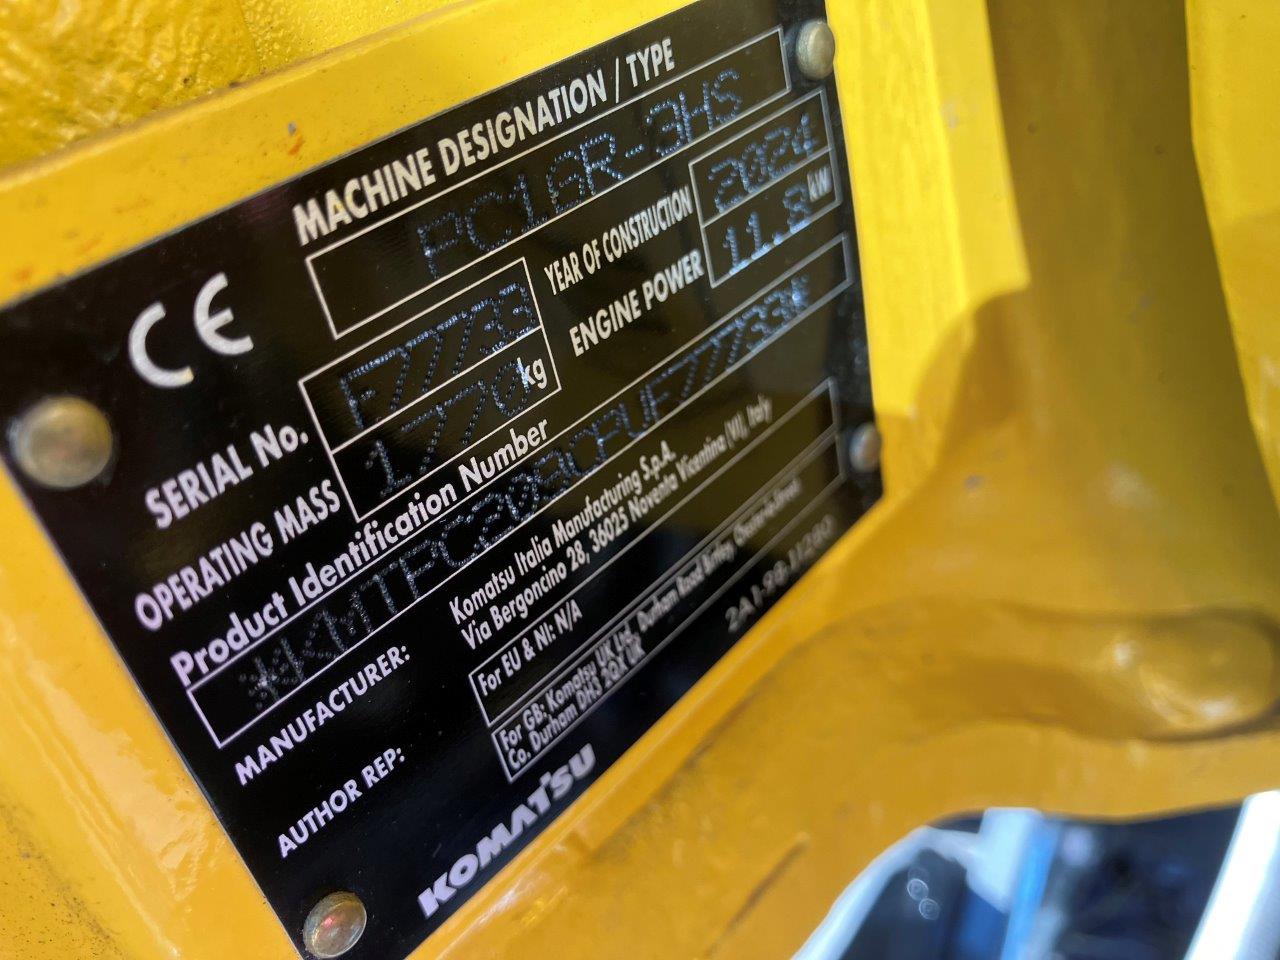 CE
MACHINE DESIGNATION / TYPE
PC16R-3HS
SERIAL No. F77733
YEAR OF CONSTRUCTION 2024
OPERATING MASS 1770 kg
ENGINE POWER 11.8 kW
Product Identification Number
MANUFACTURER: Komatsu Italia Manufacturing S.p.A.
Via Bergoncino 28, 36025 Noventa Vicentina (VI), Italy
AUTHOR REP: For EU & NI: N/A
For GB: Komatsu UK Ltd. Durham Road Birtley, Chester-le-Street
Co. Durham DH3 2QX UK
KOMATSU
2A1-98-11260